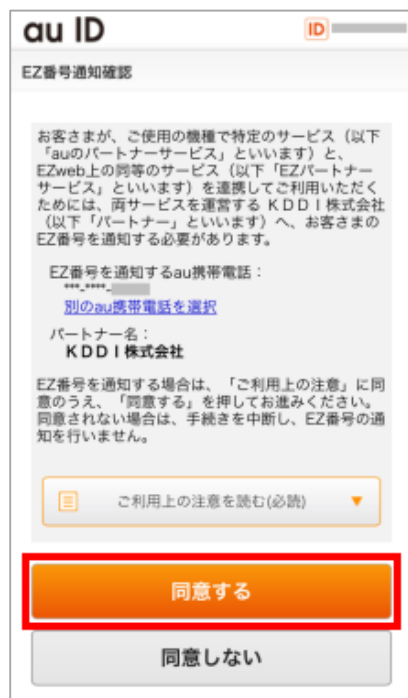 au ID
ID
EZ番号通知確認
お客さまが、ご使用の機種で特定のサービス（以下
「auのパートナーサービス」といいます）と、
EZweb上の同等のサービス（以下「EZパートナー
サービス」といいます）を連携してご利用いただく
ためには、両サービスを運営する KDDI株式会社
（以下「パートナー」といいます）へ、お客さまの
EZ番号を通知する必要があります。
EZ番号を通知するau携帯電話：
***-****-
別のau携帯電話を選択
パートナー名：
KDDI株式会社
EZ番号を通知する場合は、「ご利用上の注意」に同
意のうえ、「同意する」を押してお進みください。
同意されない場合は、手続きを中断し、EZ番号の通
知を行いません。
ご利用上の注意を読む(必読)
同意する
同意しない